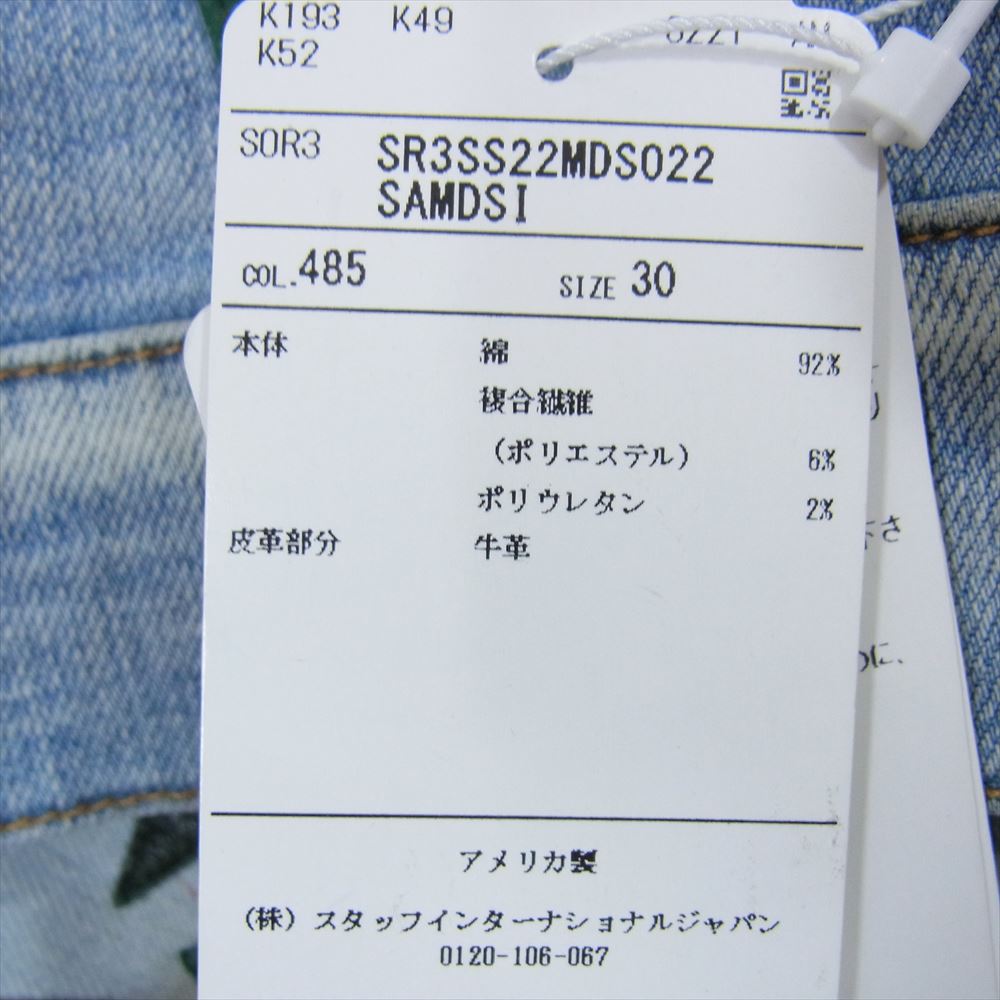 K193 K49
K52
SOR3 SR3SS22MDS022
SAMDSI
COL.485 SIZE 30
本体 綿 92%
複合繊維
(ポリエステル) 6%
ポリウレタン 2%
皮革部分 牛革
アメリカ製
(株)スタッフインターナショナルジャパン
0120-106-067